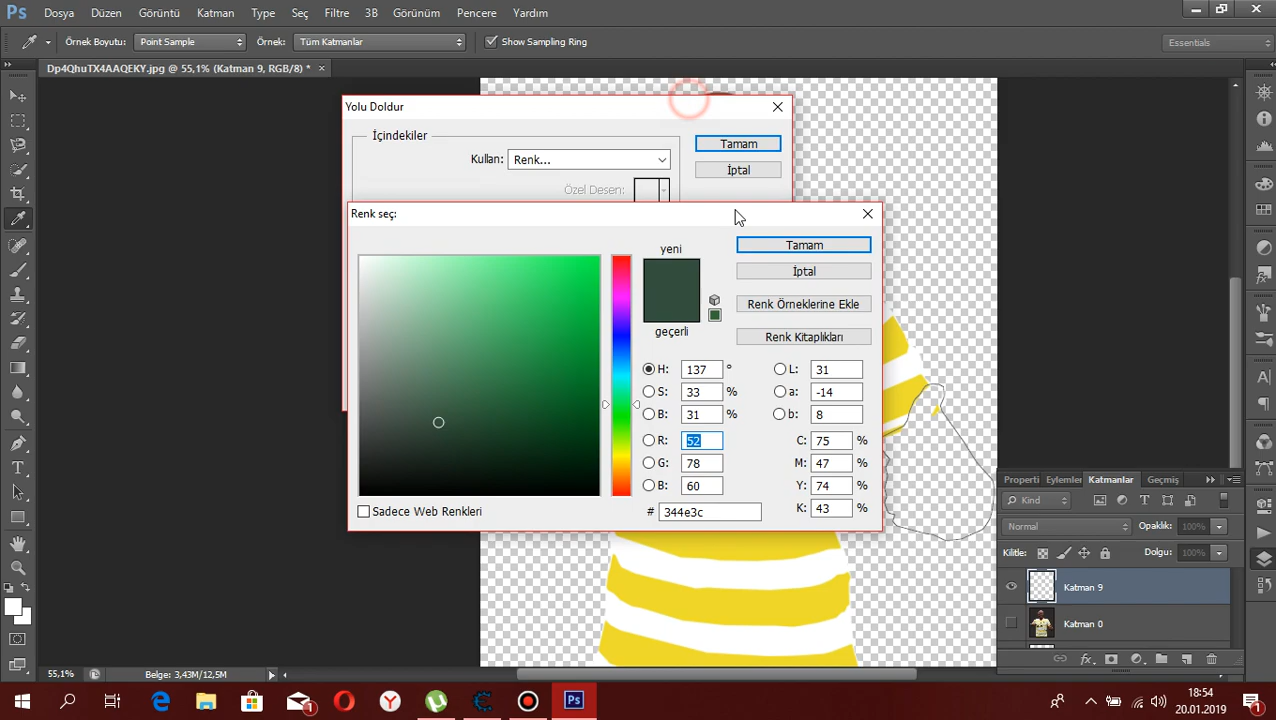 Ps Dosya Düzen Görüntü Katman Type Seç Filtre 3B Görünüm Pencere Yardım
Örnek Boyutu: Point Sample Örnek: Tüm Katmanlar Show Sampling Ring Essentials
Dp4QhuTX4AAQEKY.jpg @ 55,1% (Katman 9, RGB/8) *
Yolu Doldur
İçindekiler
Tamam
Kullan: Renk...
İptal
Özel Desen:
Renk seç:
yeni
Tamam
İptal
Renk Örneklerine Ekle
geçerli
Renk Kitaplıkları
H: 137 ° L: 31
S: 33 % a: -14
B: 31 % b: 8
R: 52 C: 75 %
G: 78 M: 47 %
B: 60 Y: 74 %
Sadece Web Renkleri # 344e3c K: 43 %
Properti Eylemler Katmanlar Geçmiş
Kind
Normal Opaklık: 100%
Kilitle: Dolgu: 100%
Katman 9
Katman 0
55,1% Belge: 3,43M/12,5M
1 Ps 18:54
20.01.2019 1